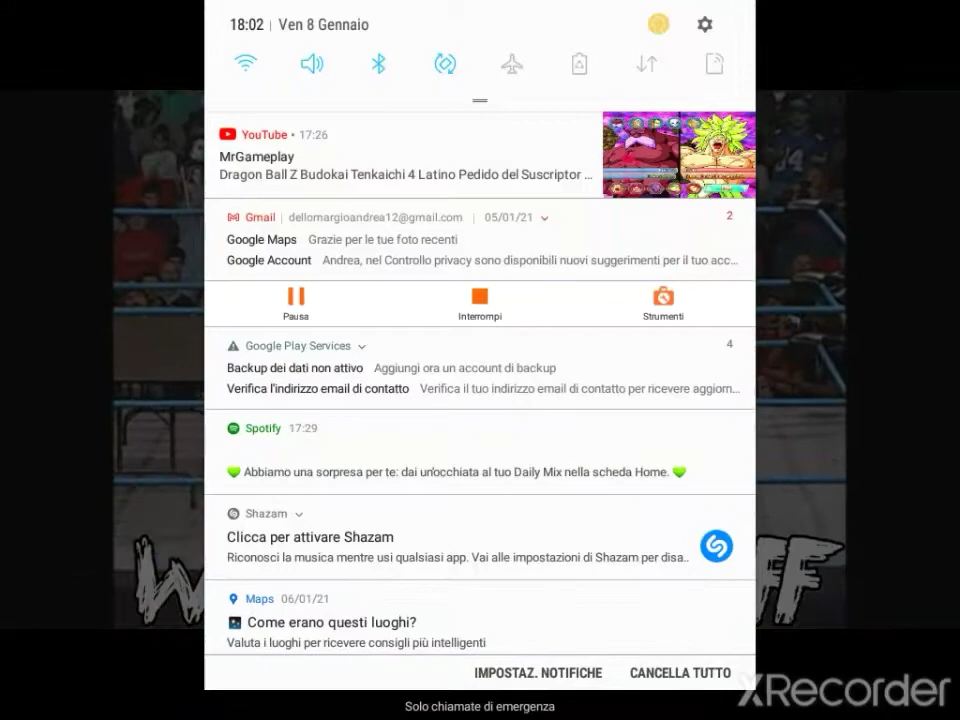 18:02 | Ven 8 Gennaio
YouTube • 17:26
MrGameplay
Dragon Ball Z Budokai Tenkaichi 4 Latino Pedido del Suscriptor ...
Gmail | dellomargioandrea12@gmail.com | 05/01/21
2
Google Maps Grazie per le tue foto recenti
Google Account Andrea, nel Controllo privacy sono disponibili nuovi suggerimenti per il tuo acc...
Pausa
Interrompi
Strumenti
Google Play Services
4
Backup dei dati non attivo Aggiungi ora un account di backup
Verifica l'indirizzo email di contatto Verifica il tuo indirizzo email di contatto per ricevere aggiorn...
Spotify 17:29
💚 Abbiamo una sorpresa per te: dai un'occhiata al tuo Daily Mix nella scheda Home. 💚
Shazam
Clicca per attivare Shazam
Riconosci la musica mentre usi qualsiasi app. Vai alle impostazioni di Shazam per disa..
Maps 06/01/21
Come erano questi luoghi?
Valuta i luoghi per ricevere consigli più intelligenti
IMPOSTAZ. NOTIFICHE CANCELLA TUTTO
XRecorder
Solo chiamate di emergenza